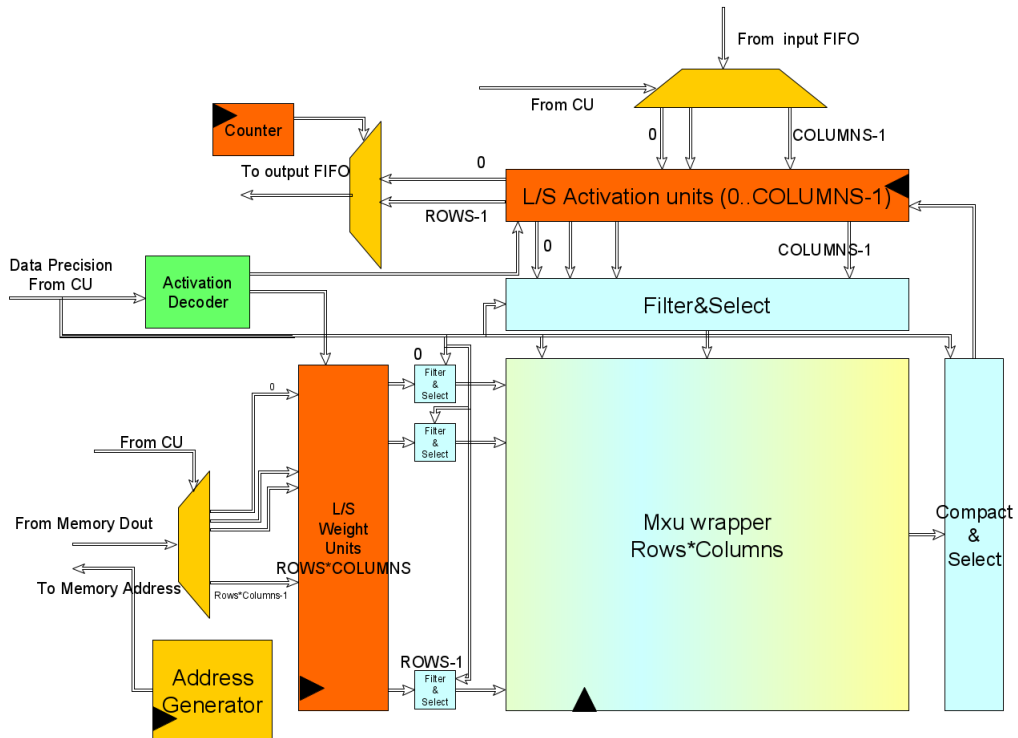 From  input FIFO
From CU
0
COLUMNS-1
Counter
To output FIFO
0
ROWS-1
L/S Activation units (0..COLUMNS-1)
0
COLUMNS-1
Data Precision
From CU
Activation
Decoder
Filter&Select
0
Filter
&
Select
0
Filter
&
Select
From CU
From Memory Dout
To Memory Address
L/S
Weight
Units
ROWS*COLUMNS
Rows*Columns-1
Mxu wrapper
Rows*Columns
Compact
&
Select
ROWS-1
Filter
&
Select
Address
Generator